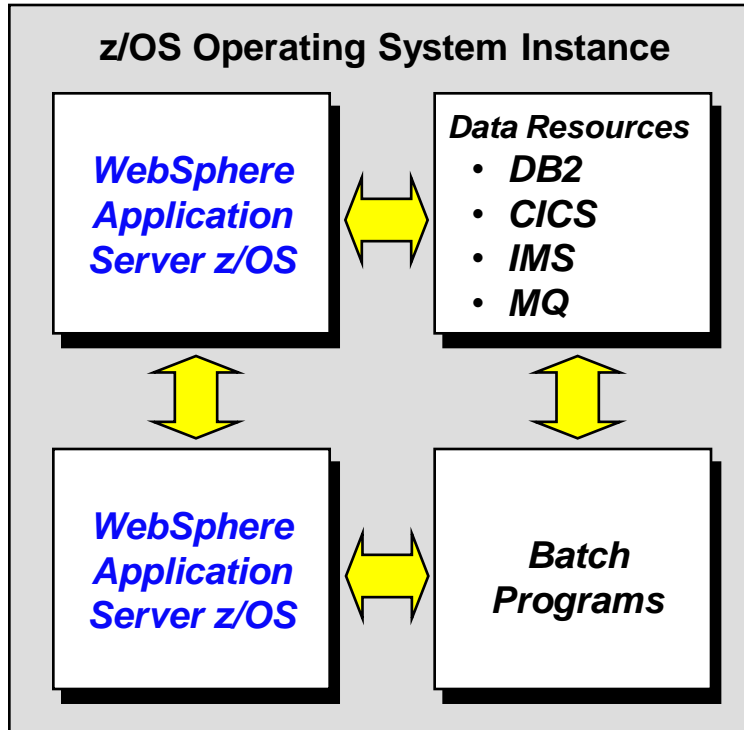 z/OS Operating System Instance
WebSphere
Application
Server z/OS
Data Resources
• DB2
• CICS
• IMS
• MQ
WebSphere
Application
Server z/OS
Batch
Programs